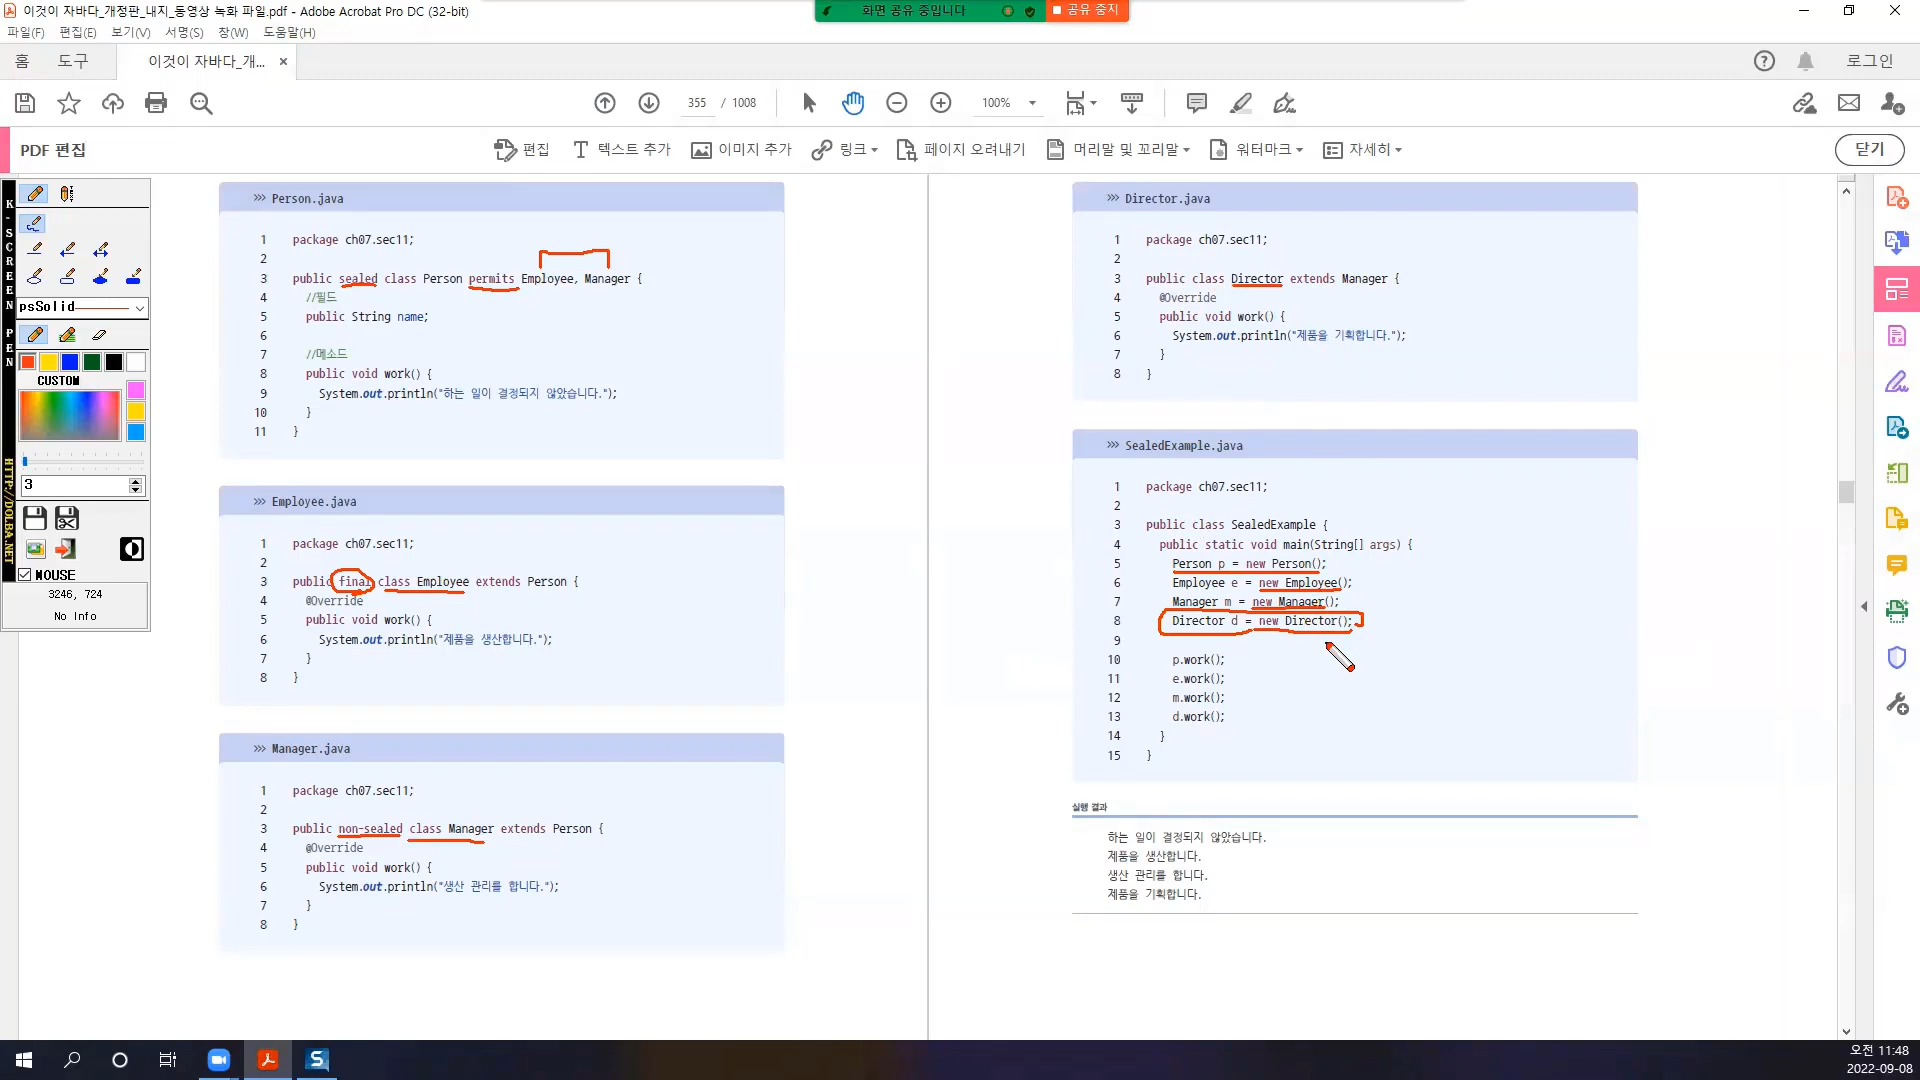 이것이 자바다_개정판_내지_동영상 녹화 파일.pdf - Adobe Acrobat Pro DC (32-bit)
화면 공유 중입니다
공유 중지
파일(F) 편집(E) 보기(V) 서명(S) 창(W) 도움말(H)
홈 도구 이것이 자바다_개... ×
로그인
355 / 1008
100%
PDF 편집
편집 텍스트 추가 이미지 추가 링크 페이지 오려내기 머리말 및 꼬리말 워터마크 자세히
닫기
K-SCREEN PEN
HTTP://DOLBA.NET
psSolid
CUSTOM
3
MOUSE
3246, 724
No Info
>>> Person.java
1 package ch07.sec11;
2
3 public sealed class Person permits Employee, Manager {
4 //필드
5 public String name;
6
7 //메소드
8 public void work() {
9 System.out.println("하는 일이 결정되지 않았습니다.");
10 }
11 }
>>> Employee.java
1 package ch07.sec11;
2
3 public final class Employee extends Person {
4 @Override
5 public void work() {
6 System.out.println("제품을 생산합니다.");
7 }
8 }
>>> Manager.java
1 package ch07.sec11;
2
3 public non-sealed class Manager extends Person {
4 @Override
5 public void work() {
6 System.out.println("생산 관리를 합니다.");
7 }
8 }
>>> Director.java
1 package ch07.sec11;
2
3 public class Director extends Manager {
4 @Override
5 public void work() {
6 System.out.println("제품을 기획합니다.");
7 }
8 }
>>> SealedExample.java
1 package ch07.sec11;
2
3 public class SealedExample {
4 public static void main(String[] args) {
5 Person p = new Person();
6 Employee e = new Employee();
7 Manager m = new Manager();
8 Director d = new Director();
9
10 p.work();
11 e.work();
12 m.work();
13 d.work();
14 }
15 }
실행 결과
하는 일이 결정되지 않았습니다.
제품을 생산합니다.
생산 관리를 합니다.
제품을 기획합니다.
오전 11:48
2022-09-08